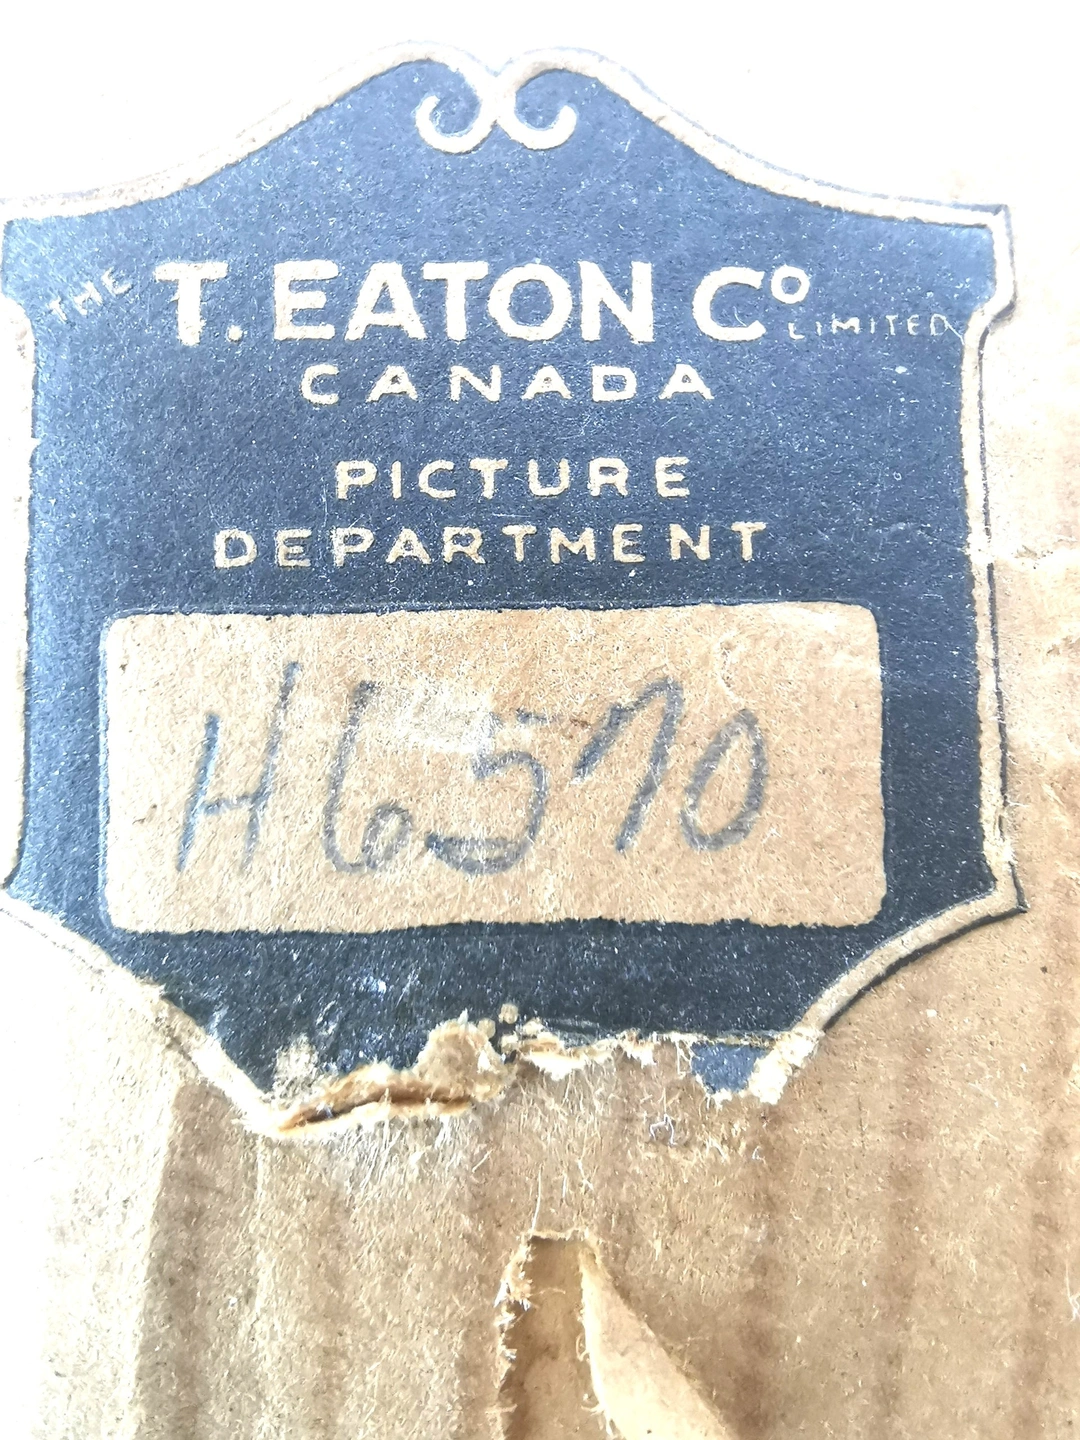 THE T. EATON Cº LIMITED
CANADA
PICTURE
DEPARTMENT
H6570